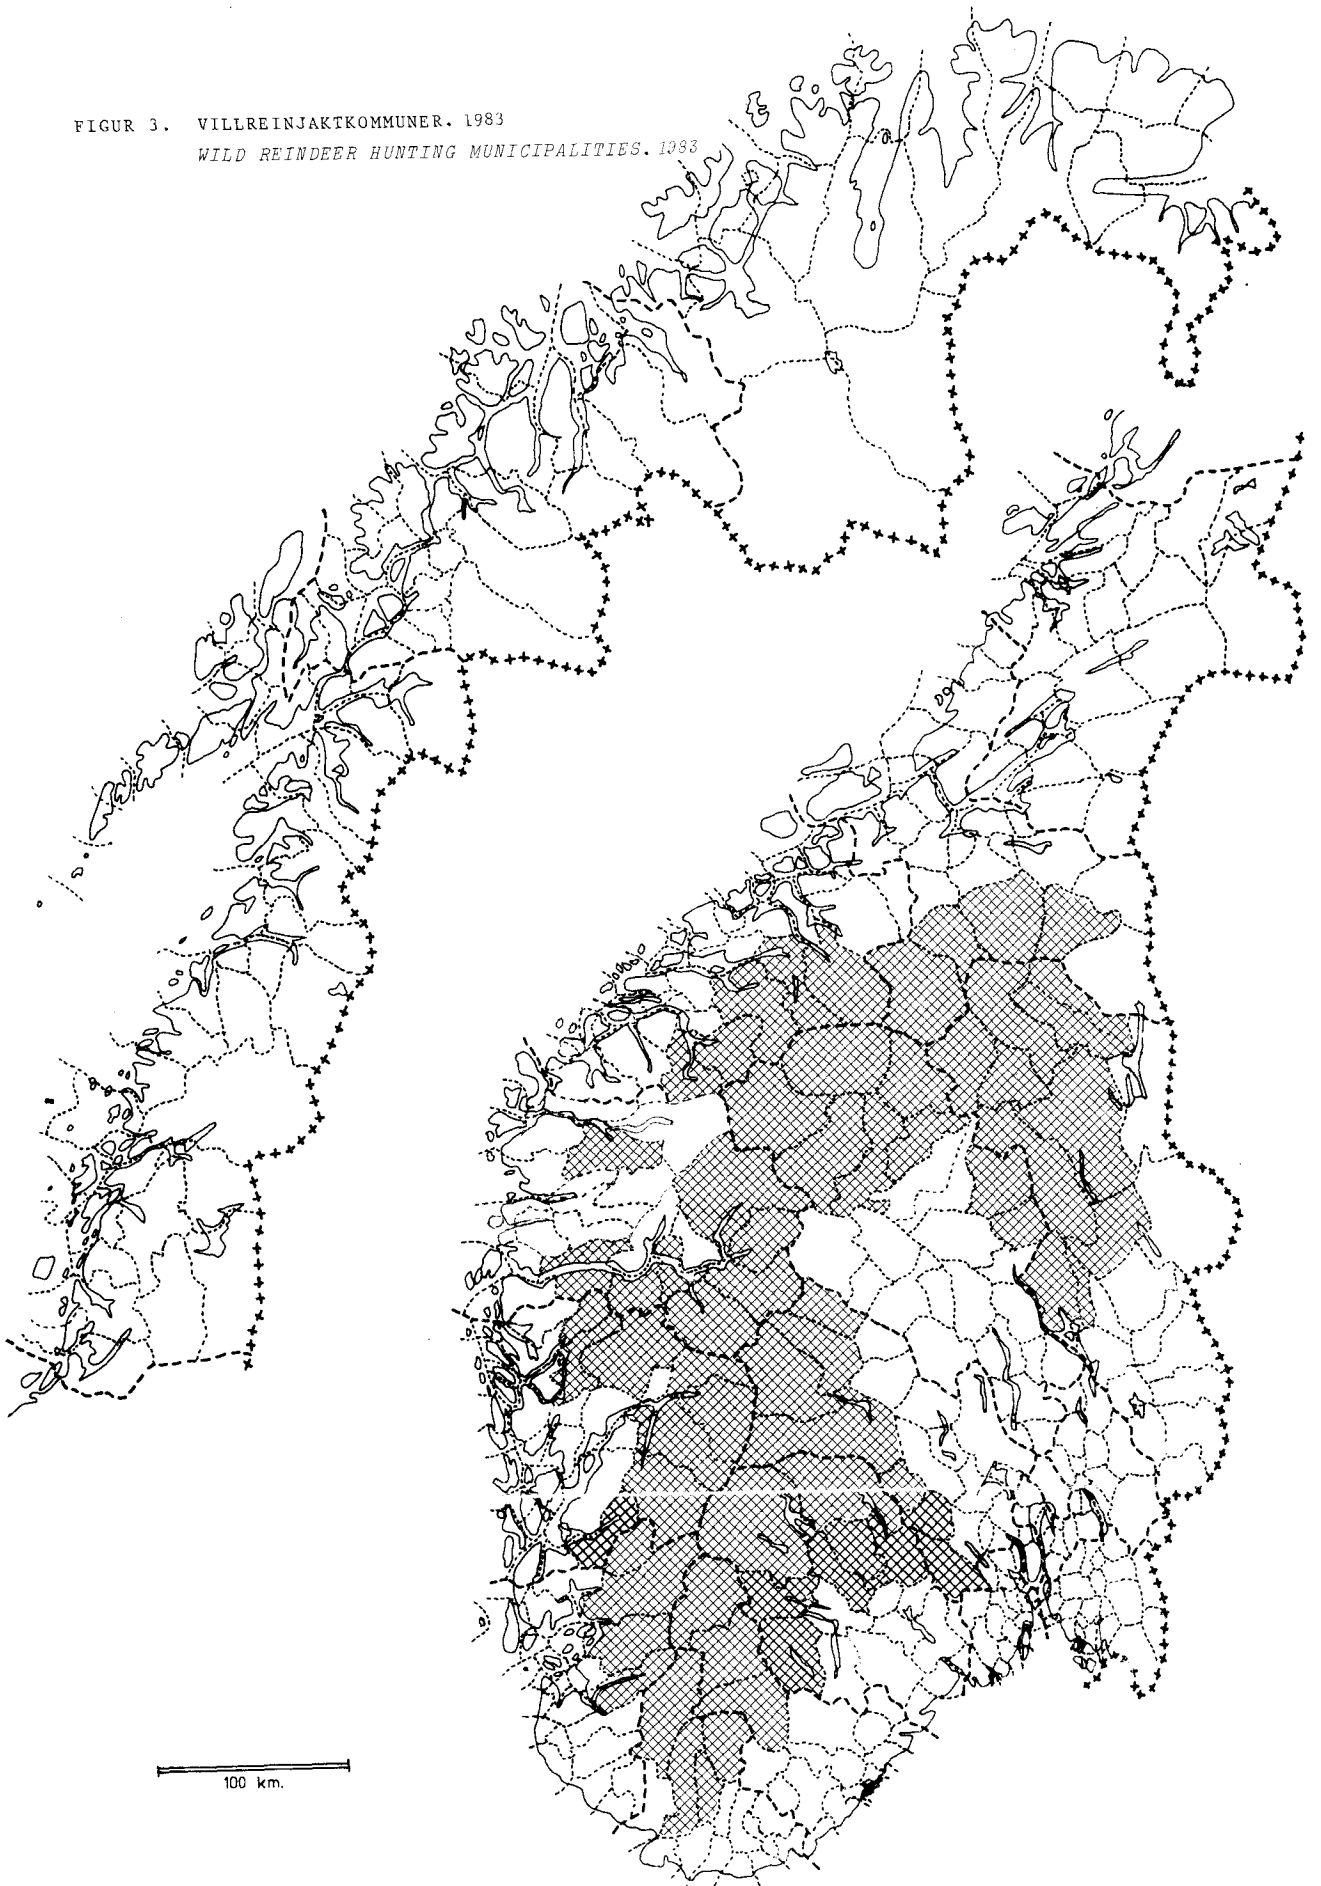 FIGUR 3. VILLREINJAKTKOMMUNER. 1983
WILD REINDEER HUNTING MUNICIPALITIES. 1983
100 km.